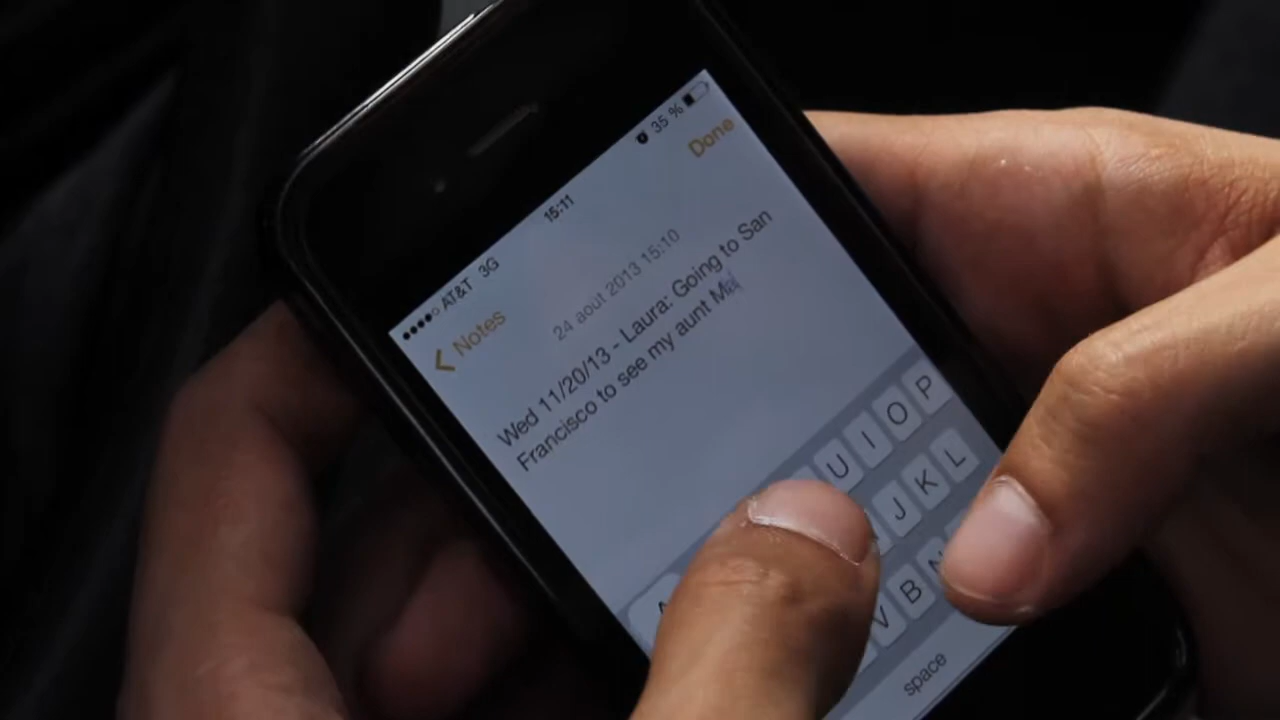 AT&T 3G 15:11 35 %
Notes Done
24 aout 2013 15:10
Wed 11/20/13 - Laura: Going to San
Francisco to see my aunt
U I O P
J K L
V B N
space